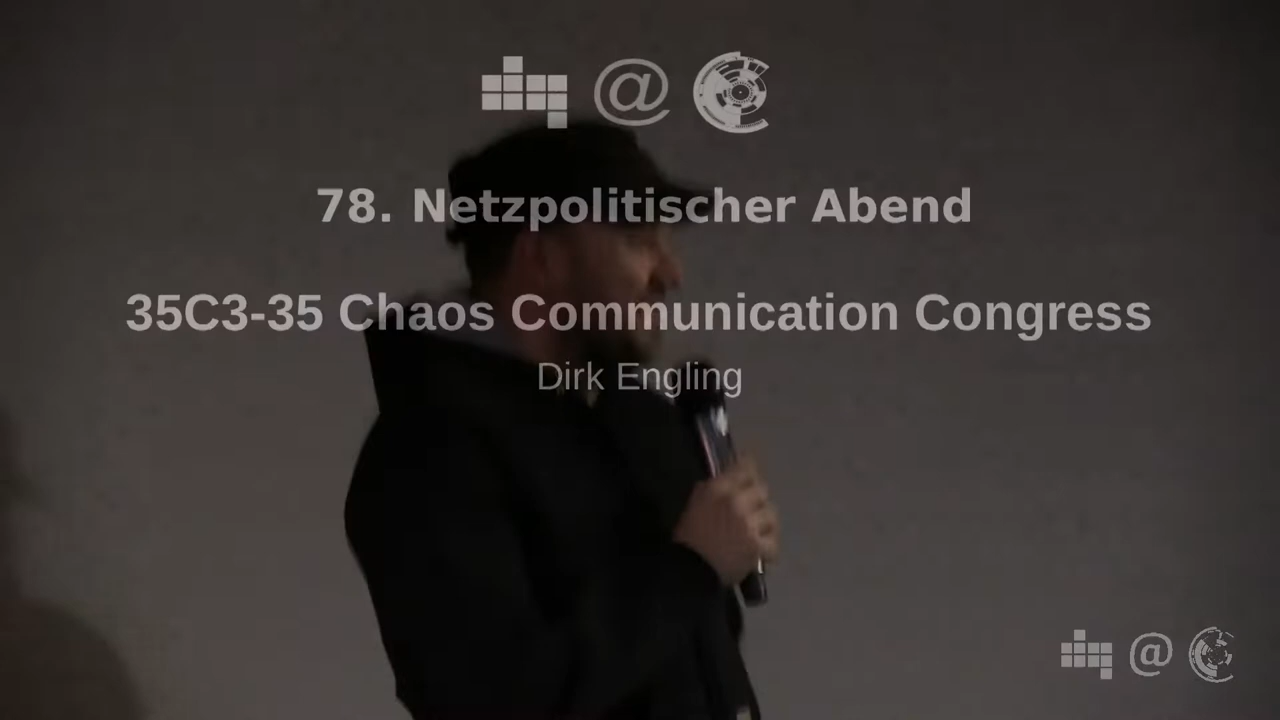 @
78. Netzpolitischer Abend
35C3-35 Chaos Communication Congress
Dirk Engling
@